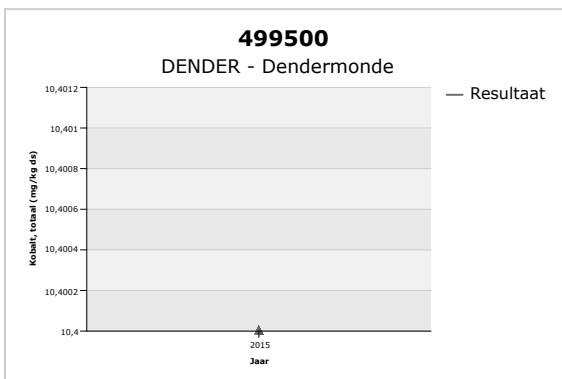 499500
DENDER - Dendermonde
Resultaat
Kobalt, totaal (mg/kg ds)
10,4012
10,401
10,4008
10,4006
10,4004
10,4002
10,4
2015
Jaar